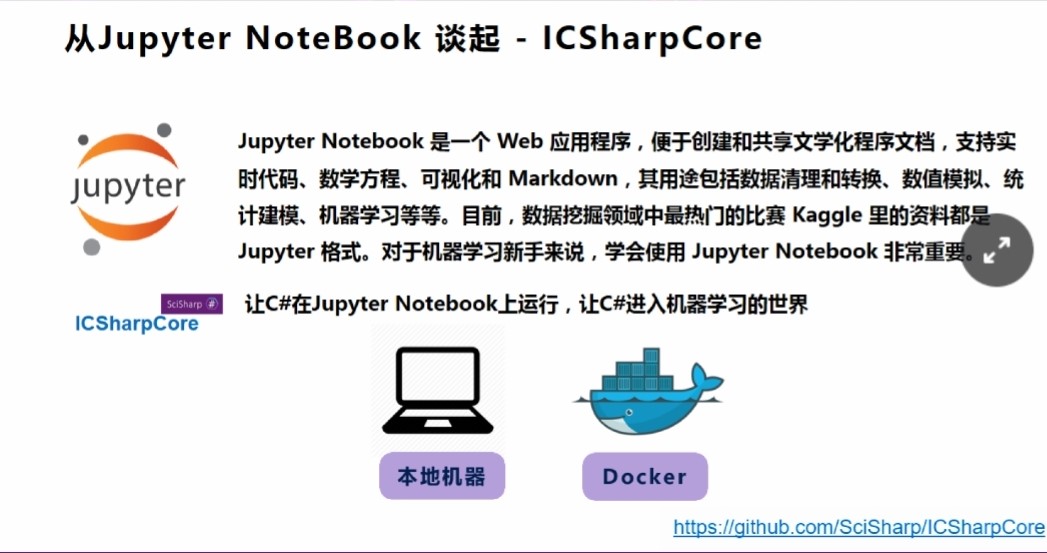 从Jupyter NoteBook 谈起 - ICSharpCore
jupyter
Jupyter Notebook 是一个 Web 应用程序，便于创建和共享文学化程序文档，支持实
时代码、数学方程、可视化和 Markdown，其用途包括数据清理和转换、数值模拟、统
计建模、机器学习等等。目前，数据挖掘领域中最热门的比赛 Kaggle 里的资料都是
Jupyter 格式。对于机器学习新手来说，学会使用 Jupyter Notebook 非常重要。
SciSharp #
ICSharpCore
让C#在Jupyter Notebook上运行，让C#进入机器学习的世界
本地机器
Docker
https://github.com/SciSharp/ICSharpCore